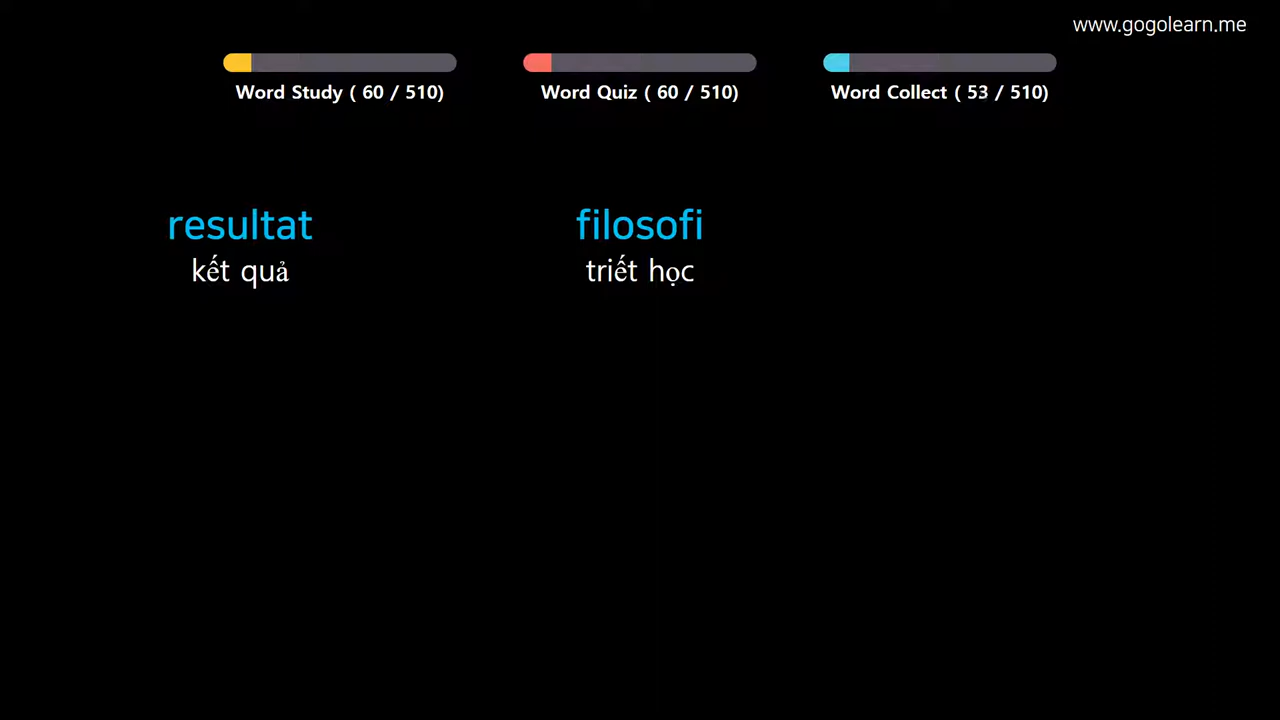 www.gogolearn.me
Word Study ( 60 / 510)
Word Quiz ( 60 / 510)
Word Collect ( 53 / 510)
resultat
kết quả
filosofi
triết học